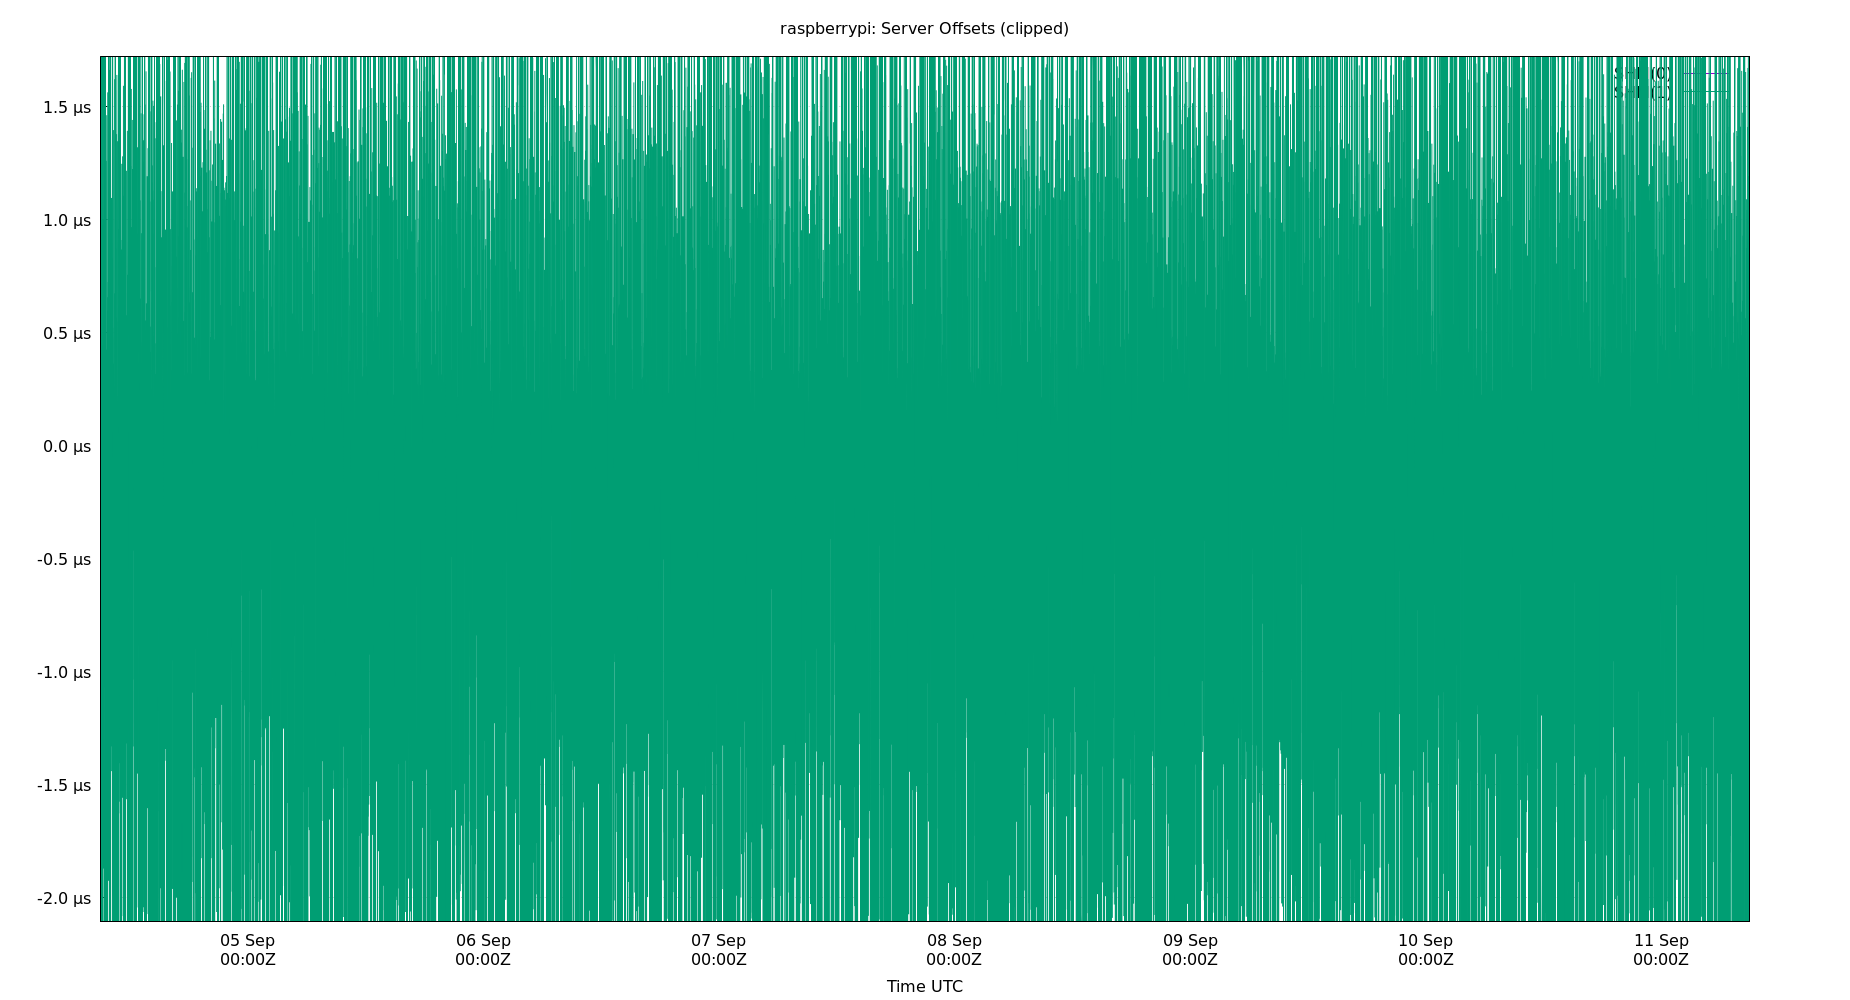 raspberrypi: Server Offsets (clipped)
1.5 µs
1.0 µs
0.5 µs
0.0 µs
-0.5 µs
-1.0 µs
-1.5 µs
-2.0 µs
05 Sep
00:00Z
06 Sep
00:00Z
07 Sep
00:00Z
08 Sep
00:00Z
09 Sep
00:00Z
10 Sep
00:00Z
11 Sep
00:00Z
Time UTC